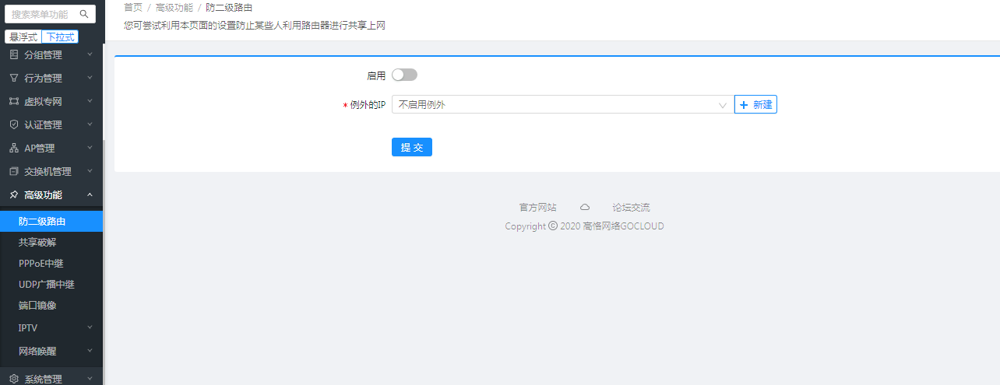 搜索菜单功能
悬浮式 下拉式
分组管理
行为管理
虚拟专网
认证管理
AP管理
交换机管理
高级功能
防二级路由
共享破解
PPPoE中继
UDP广播中继
端口镜像
IPTV
网络唤醒
系统管理
首页 / 高级功能 / 防二级路由
您可尝试利用本页面的设置防止某些人利用路由器进行共享上网
启用
* 例外的IP 不启用例外 + 新建
提 交
官方网站 论坛交流
Copyright © 2020 高恪网络GOCLOUD